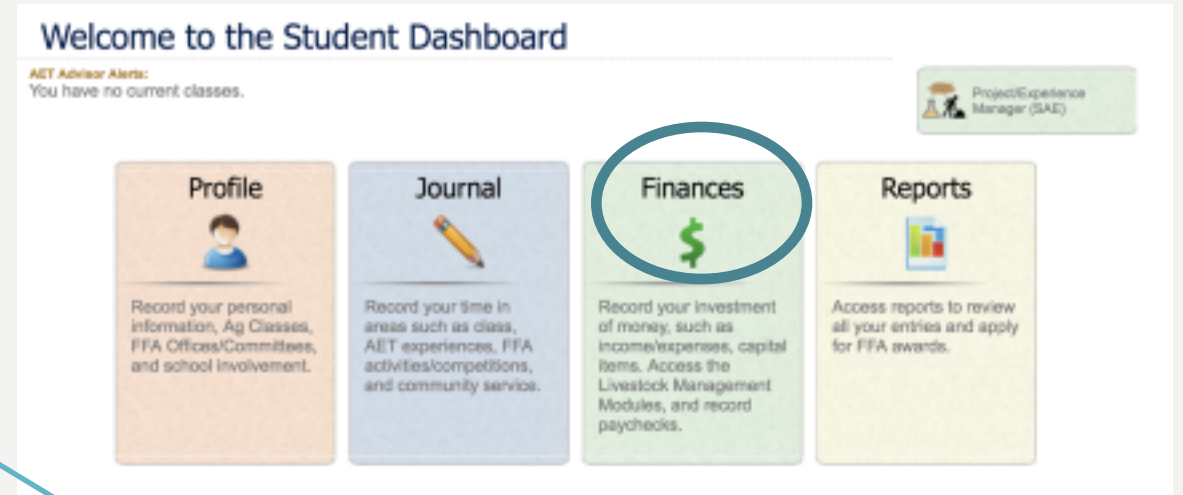 Welcome to the Student Dashboard
AET Advisor Alerts:
You have no current classes.
Project/Experience
Manager (SAE)
Profile
Record your personal
information, Ag Classes,
FFA Offices/Committees,
and school involvement.
Journal
Record your time in
areas such as class,
AET experiences, FFA
activities/competitions,
and community service.
Finances
$
Record your investment
of money, such as
income/expenses, capital
items. Access the
Livestock Management
Modules, and record
paychecks.
Reports
Access reports to review
all your entries and apply
for FFA awards.